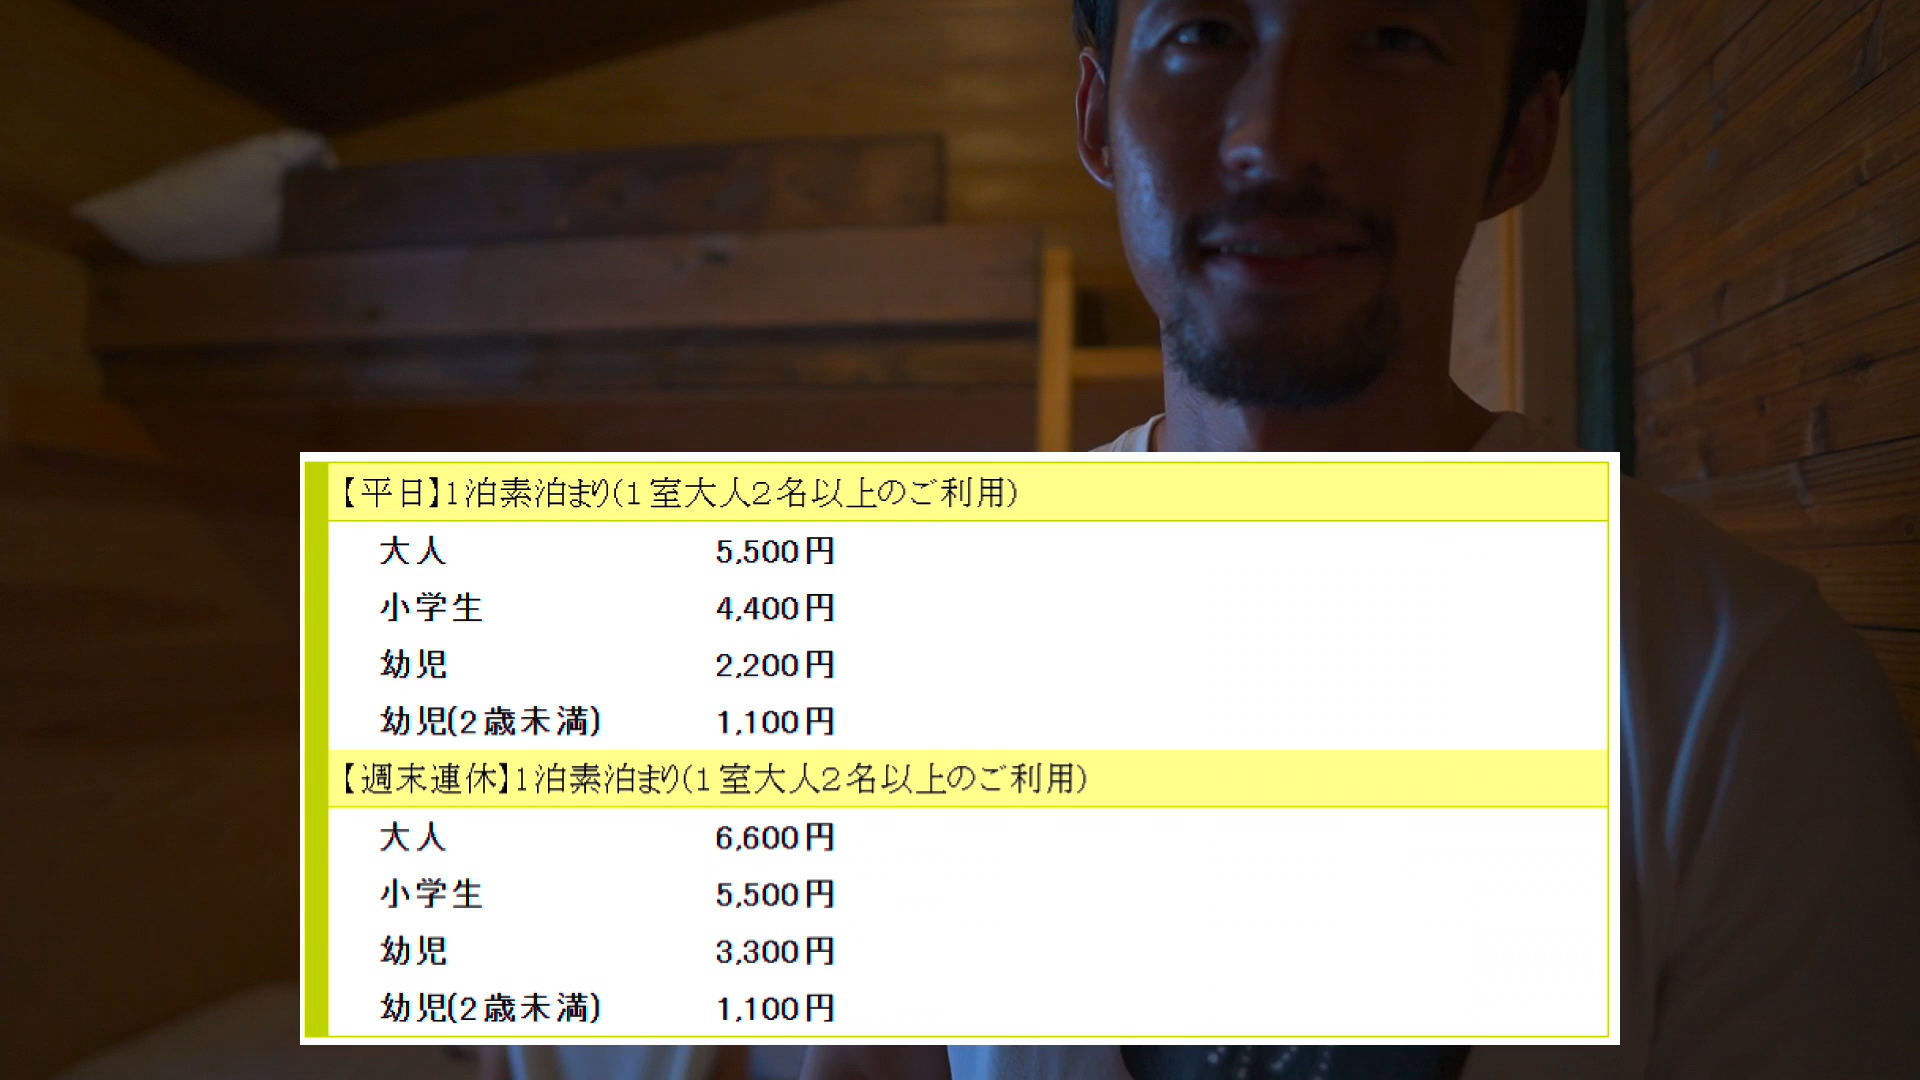 【平日】1泊素泊まり(1室大人2名以上のご利用)
大人 5,500円
小学生 4,400円
幼児 2,200円
幼児(2歳未満) 1,100円
【週末連休】1泊素泊まり(1室大人2名以上のご利用)
大人 6,600円
小学生 5,500円
幼児 3,300円
幼児(2歳未満) 1,100円